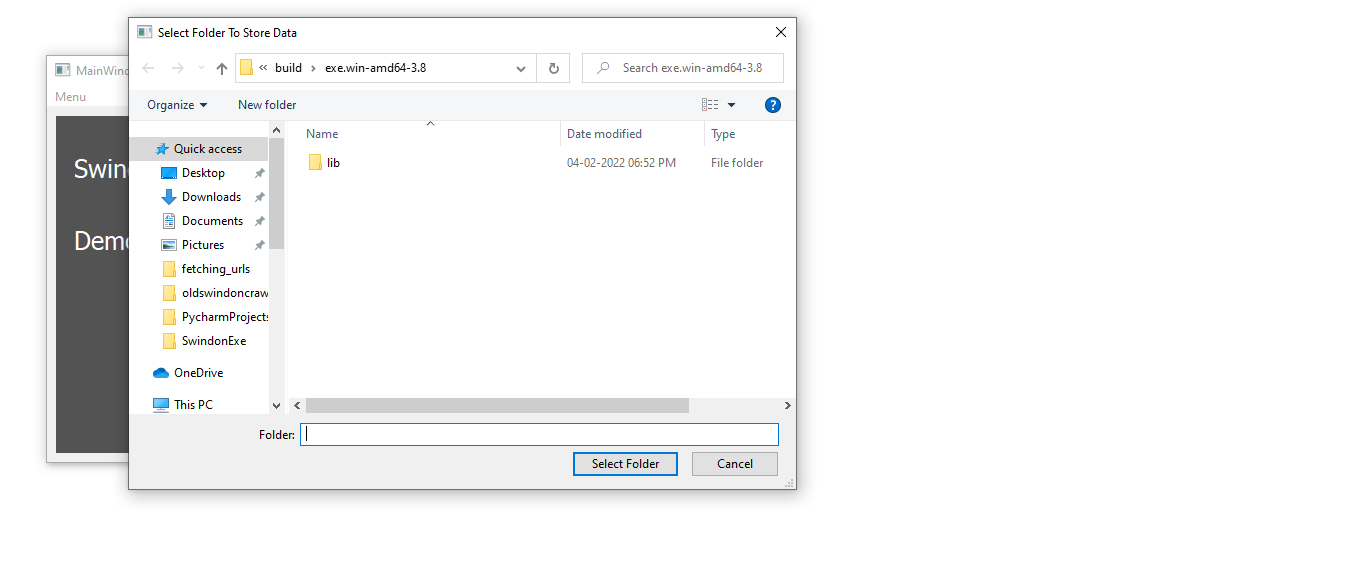 Select Folder To Store Data
MainWind
Menu
Swind
Demo
« build › exe.win-amd64-3.8
Search exe.win-amd64-3.8
Organize New folder
?
Name Date modified Type
lib 04-02-2022 06:52 PM File folder
Quick access
Desktop
Downloads
Documents
Pictures
fetching_urls
oldswindoncraw
PycharmProjects
SwindonExe
OneDrive
This PC
Folder:
Select Folder Cancel